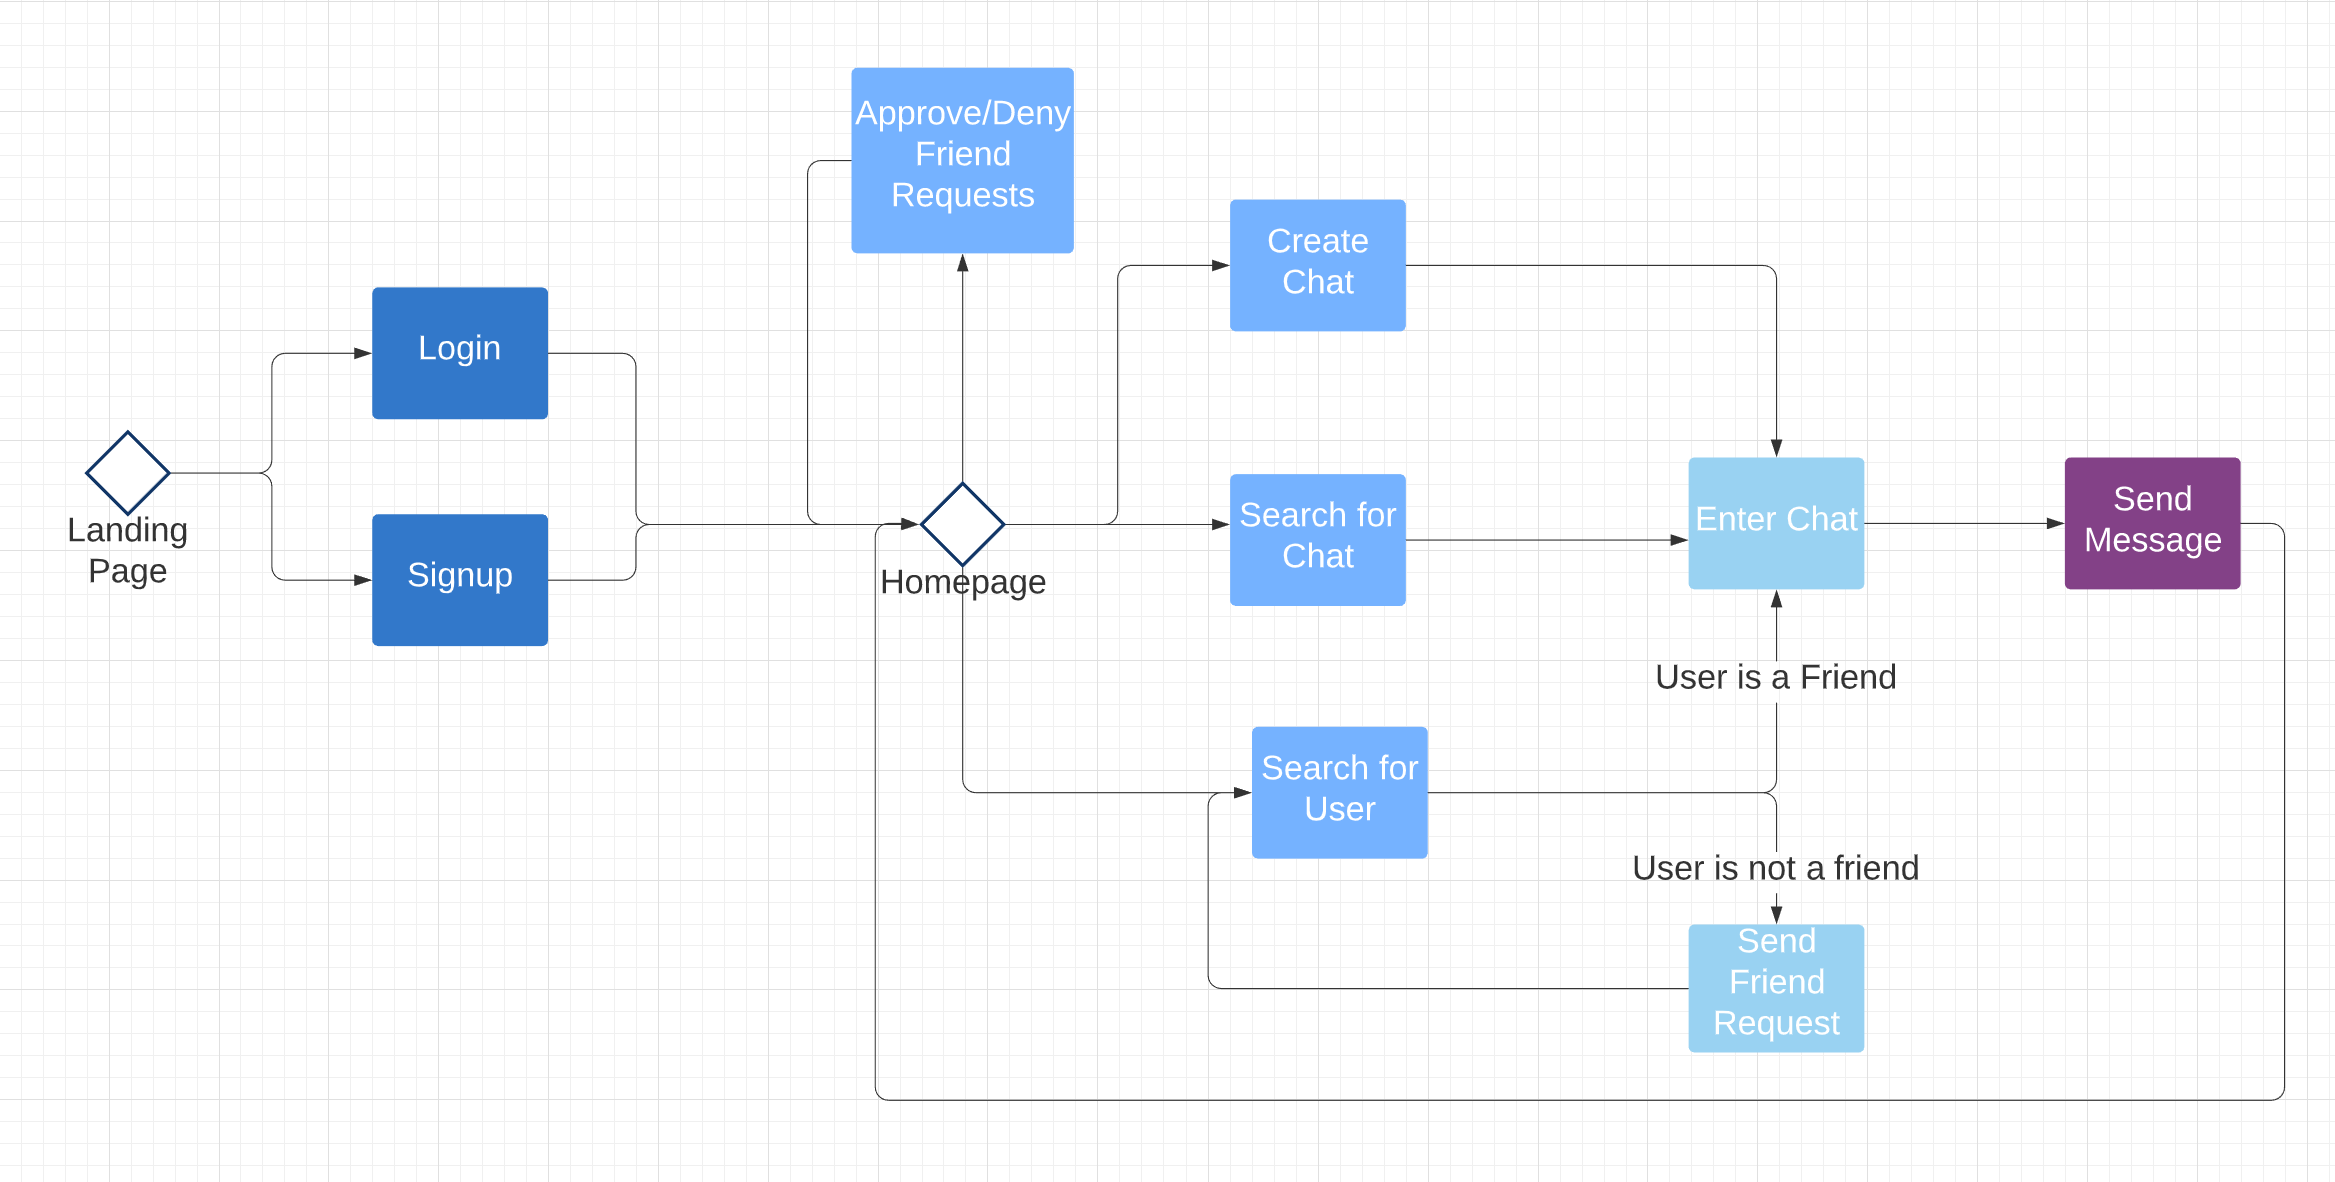 Approve/Deny
Friend
Requests
Create
Chat
Login
Landing
Page
Signup
Homepage
Search for
Chat
Enter Chat
Send
Message
User is a Friend
Search for
User
User is not a friend
Send
Friend
Request